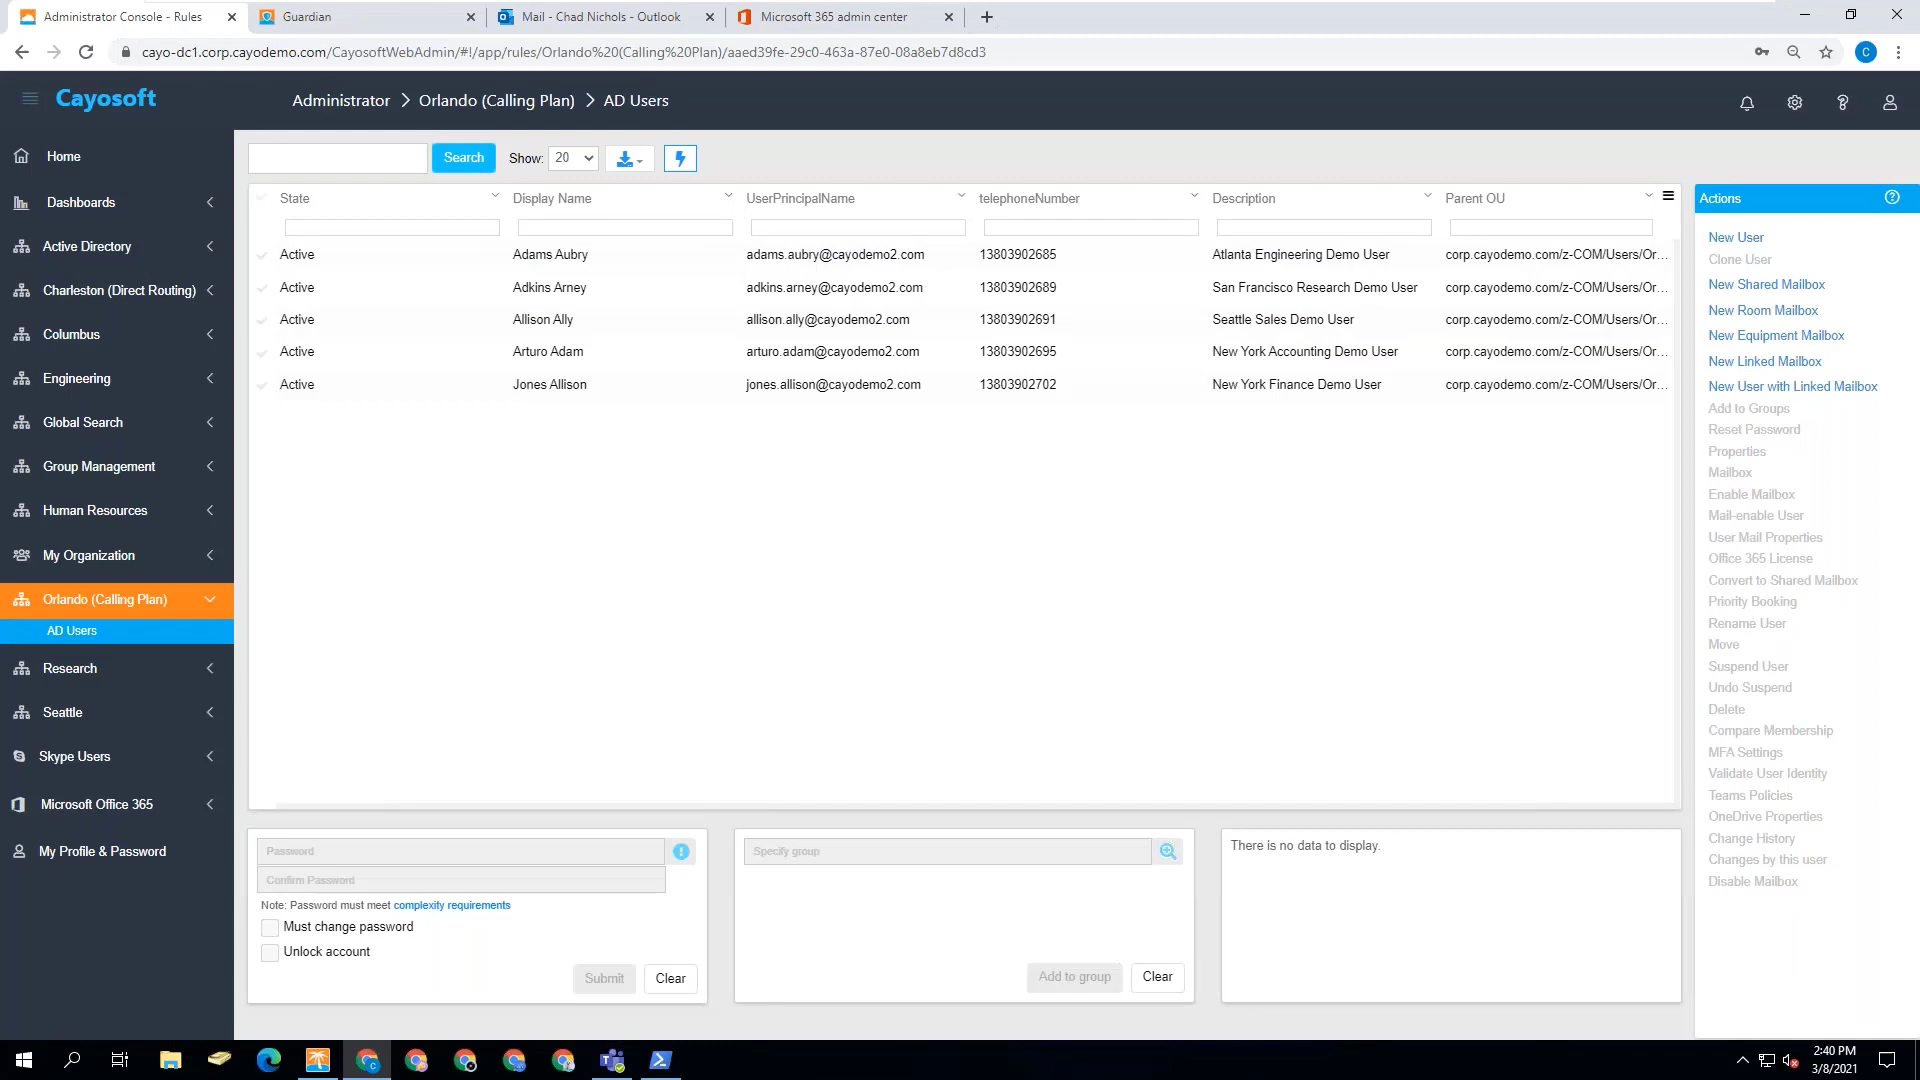 Administrator Console - Rules
Guardian
Mail - Chad Nichols - Outlook
Microsoft 365 admin center
cayo-dc1.corp.cayodemo.com/CayosoftWebAdmin/#!/app/rules/Orlando%20(Calling%20Plan)/aaed39fe-29c0-463a-87e0-08a8eb7d8cd3
C
Cayosoft
Administrator > Orlando (Calling Plan) > AD Users
Home
Dashboards
Active Directory
Charleston (Direct Routing)
Columbus
Engineering
Global Search
Group Management
Human Resources
My Organization
Orlando (Calling Plan)
AD Users
Research
Seattle
Skype Users
Microsoft Office 365
My Profile & Password
Search Show: 20
State Display Name UserPrincipalName telephoneNumber Description Parent OU
Active Adams Aubry adams.aubry@cayodemo2.com 13803902685 Atlanta Engineering Demo User corp.cayodemo.com/z-COM/Users/Or...
Active Adkins Arney adkins.arney@cayodemo2.com 13803902689 San Francisco Research Demo User corp.cayodemo.com/z-COM/Users/Or...
Active Allison Ally allison.ally@cayodemo2.com 13803902691 Seattle Sales Demo User corp.cayodemo.com/z-COM/Users/Or...
Active Arturo Adam arturo.adam@cayodemo2.com 13803902695 New York Accounting Demo User corp.cayodemo.com/z-COM/Users/Or...
Active Jones Allison jones.allison@cayodemo2.com 13803902702 New York Finance Demo User corp.cayodemo.com/z-COM/Users/Or...
Actions
New User
Clone User
New Shared Mailbox
New Room Mailbox
New Equipment Mailbox
New Linked Mailbox
New User with Linked Mailbox
Add to Groups
Reset Password
Properties
Mailbox
Enable Mailbox
Mail-enable User
User Mail Properties
Office 365 License
Convert to Shared Mailbox
Priority Booking
Rename User
Move
Suspend User
Undo Suspend
Delete
Compare Membership
MFA Settings
Validate User Identity
Teams Policies
OneDrive Properties
Change History
Changes by this user
Disable Mailbox
Password
Confirm Password
Note: Password must meet complexity requirements
Must change password
Unlock account
Submit Clear
Specify group
Add to group Clear
There is no data to display.
2:40 PM
3/8/2021